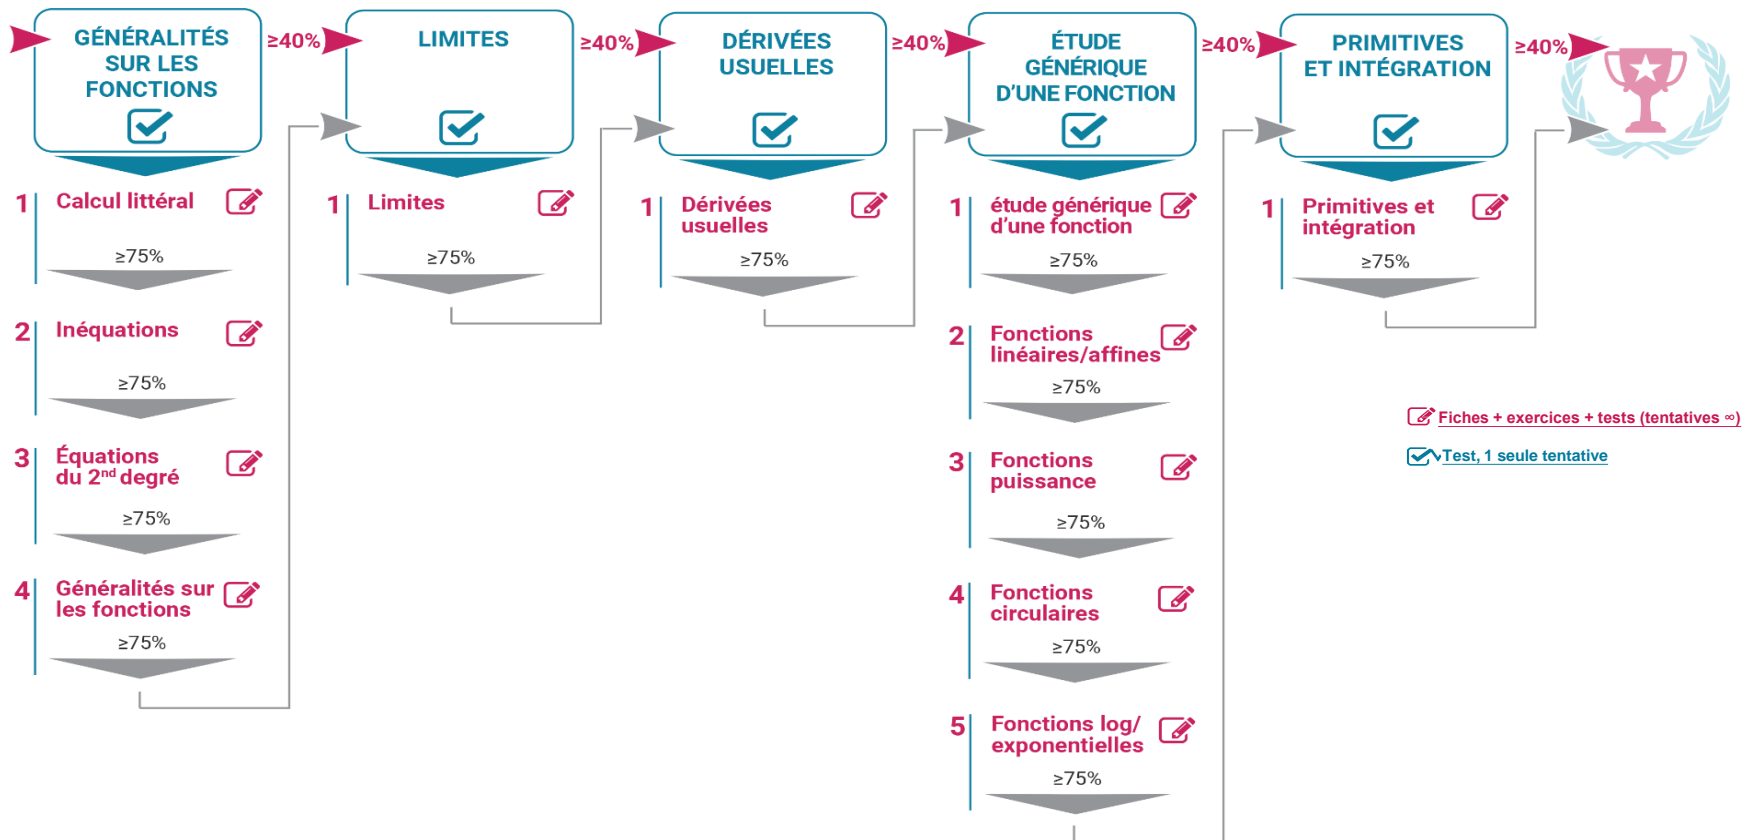 GÉNÉRALITÉS
SUR LES
FONCTIONS
≥40%
LIMITES
≥40%
DÉRIVÉES
USUELLES
≥40%
ÉTUDE
GÉNÉRIQUE
D'UNE FONCTION
≥40%
PRIMITIVES
ET INTÉGRATION
≥40%
1 Calcul littéral
≥75%
2 Inéquations
≥75%
3 Équations
du 2nd degré
≥75%
4 Généralités sur
les fonctions
≥75%
1 Limites
≥75%
1 Dérivées
usuelles
≥75%
1 étude générique
d'une fonction
≥75%
2 Fonctions
linéaires/affines
≥75%
3 Fonctions
puissance
≥75%
4 Fonctions
circulaires
≥75%
5 Fonctions log/
exponentielles
≥75%
1 Primitives et
intégration
≥75%
Fiches + exercices + tests (tentatives ∞)
Test, 1 seule tentative